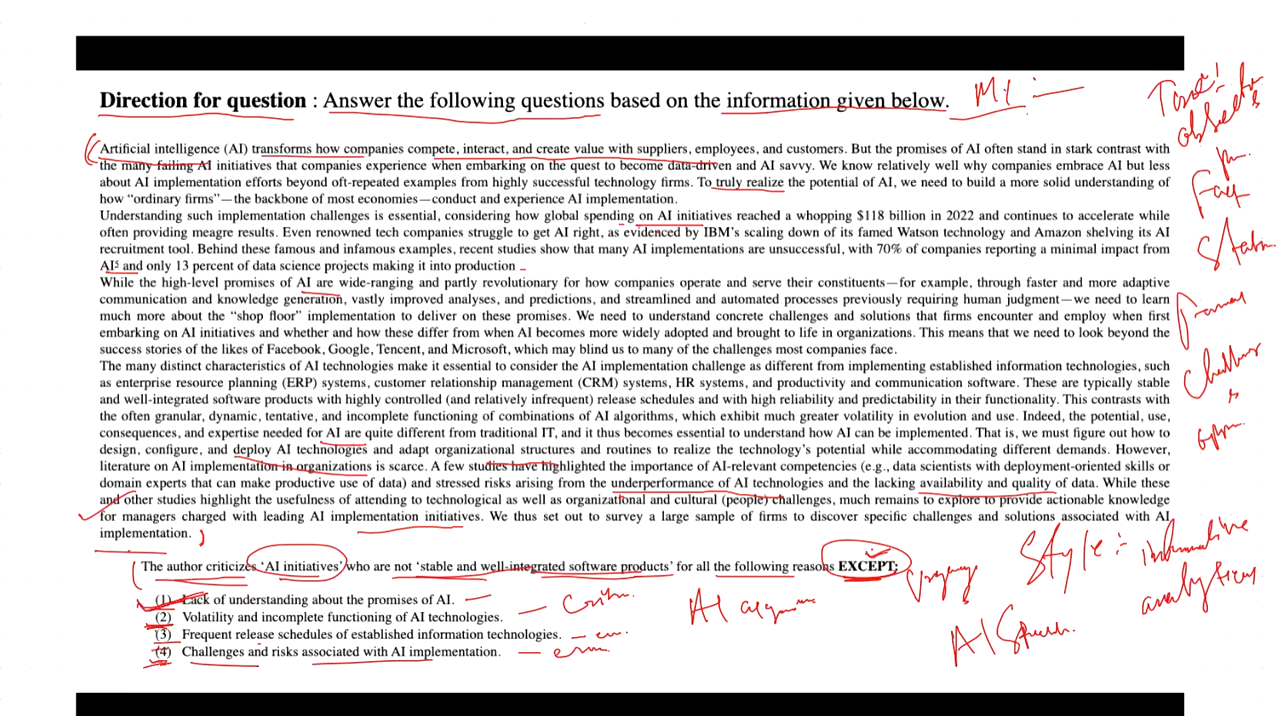 Direction for question : Answer the following questions based on the information given below.
Artificial intelligence (AI) transforms how companies compete, interact, and create value with suppliers, employees, and customers. But the promises of AI often stand in stark contrast with
the many failing AI initiatives that companies experience when embarking on the quest to become data-driven and AI savvy. We know relatively well why companies embrace AI but less
about AI implementation efforts beyond oft-repeated examples from highly successful technology firms. To truly realize the potential of AI, we need to build a more solid understanding of
how “ordinary firms”—the backbone of most economies—conduct and experience AI implementation.
Understanding such implementation challenges is essential, considering how global spending on AI initiatives reached a whopping $118 billion in 2022 and continues to accelerate while
often providing meagre results. Even renowned tech companies struggle to get AI right, as evidenced by IBM's scaling down of its famed Watson technology and Amazon shelving its AI
recruitment tool. Behind these famous and infamous examples, recent studies show that many AI implementations are unsuccessful, with 70% of companies reporting a minimal impact from
AI⁵ and only 13 percent of data science projects making it into production
While the high-level promises of AI are wide-ranging and partly revolutionary for how companies operate and serve their constituents—for example, through faster and more adaptive
communication and knowledge generation, vastly improved analyses, and predictions, and streamlined and automated processes previously requiring human judgment—we need to learn
much more about the “shop floor” implementation to deliver on these promises. We need to understand concrete challenges and solutions that firms encounter and employ when first
embarking on AI initiatives and whether and how these differ from when AI becomes more widely adopted and brought to life in organizations. This means that we need to look beyond the
success stories of the likes of Facebook, Google, Tencent, and Microsoft, which may blind us to many of the challenges most companies face.
The many distinct characteristics of AI technologies make it essential to consider the AI implementation challenge as different from implementing established information technologies, such
as enterprise resource planning (ERP) systems, customer relationship management (CRM) systems, HR systems, and productivity and communication software. These are typically stable
and well-integrated software products with highly controlled (and relatively infrequent) release schedules and with high reliability and predictability in their functionality. This contrasts with
the often granular, dynamic, tentative, and incomplete functioning of combinations of AI algorithms, which exhibit much greater volatility in evolution and use. Indeed, the potential, use,
consequences, and expertise needed for AI are quite different from traditional IT, and it thus becomes essential to understand how AI can be implemented. That is, we must figure out how to
design, configure, and deploy AI technologies and adapt organizational structures and routines to realize the technology's potential while accommodating different demands. However,
literature on AI implementation in organizations is scarce. A few studies have highlighted the importance of AI-relevant competencies (e.g., data scientists with deployment-oriented skills or
domain experts that can make productive use of data) and stressed risks arising from the underperformance of AI technologies and the lacking availability and quality of data. While these
and other studies highlight the usefulness of attending to technological as well as organizational and cultural (people) challenges, much remains to explore to provide actionable knowledge
for managers charged with leading AI implementation initiatives. We thus set out to survey a large sample of firms to discover specific challenges and solutions associated with AI
implementation.
The author criticizes ‘AI initiatives’ who are not ‘stable and well-integrated software products’ for all the following reasons EXCEPT:
(1) Lack of understanding about the promises of AI.
(2) Volatility and incomplete functioning of AI technologies.
(3) Frequent release schedules of established information technologies.
(4) Challenges and risks associated with AI implementation.
Style:-
analytical
AI